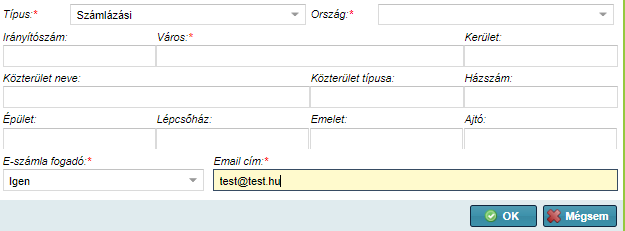 Típus:* Számlázási Ország:*
Irányítószám: Város:* Kerület:
Közterület neve: Közterület típusa: Házszám:
Épület: Lépcsőház: Emelet: Ajtó:
E-számla fogadó:* Email cím:*
Igen test@test.hu
OK Mégsem